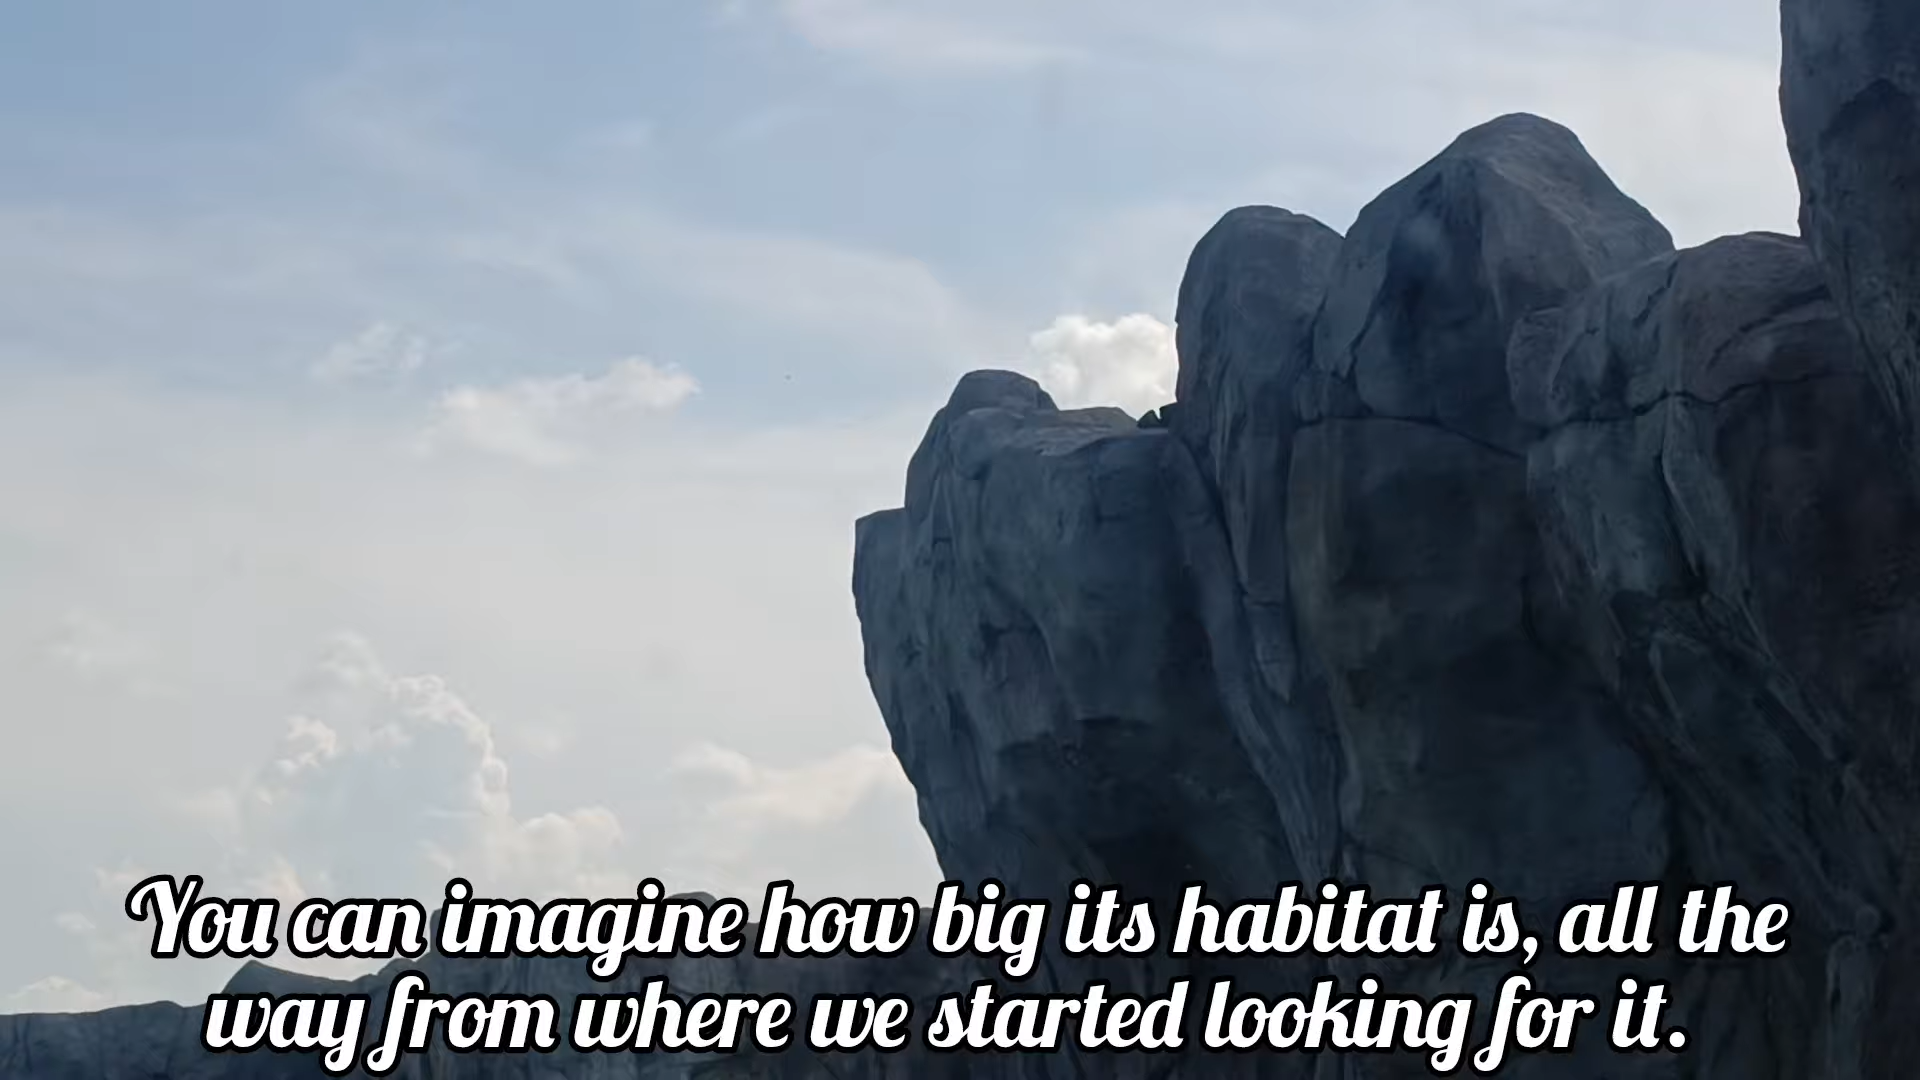 You can imagine how big its habitat is, all the
way from where we started looking for it.